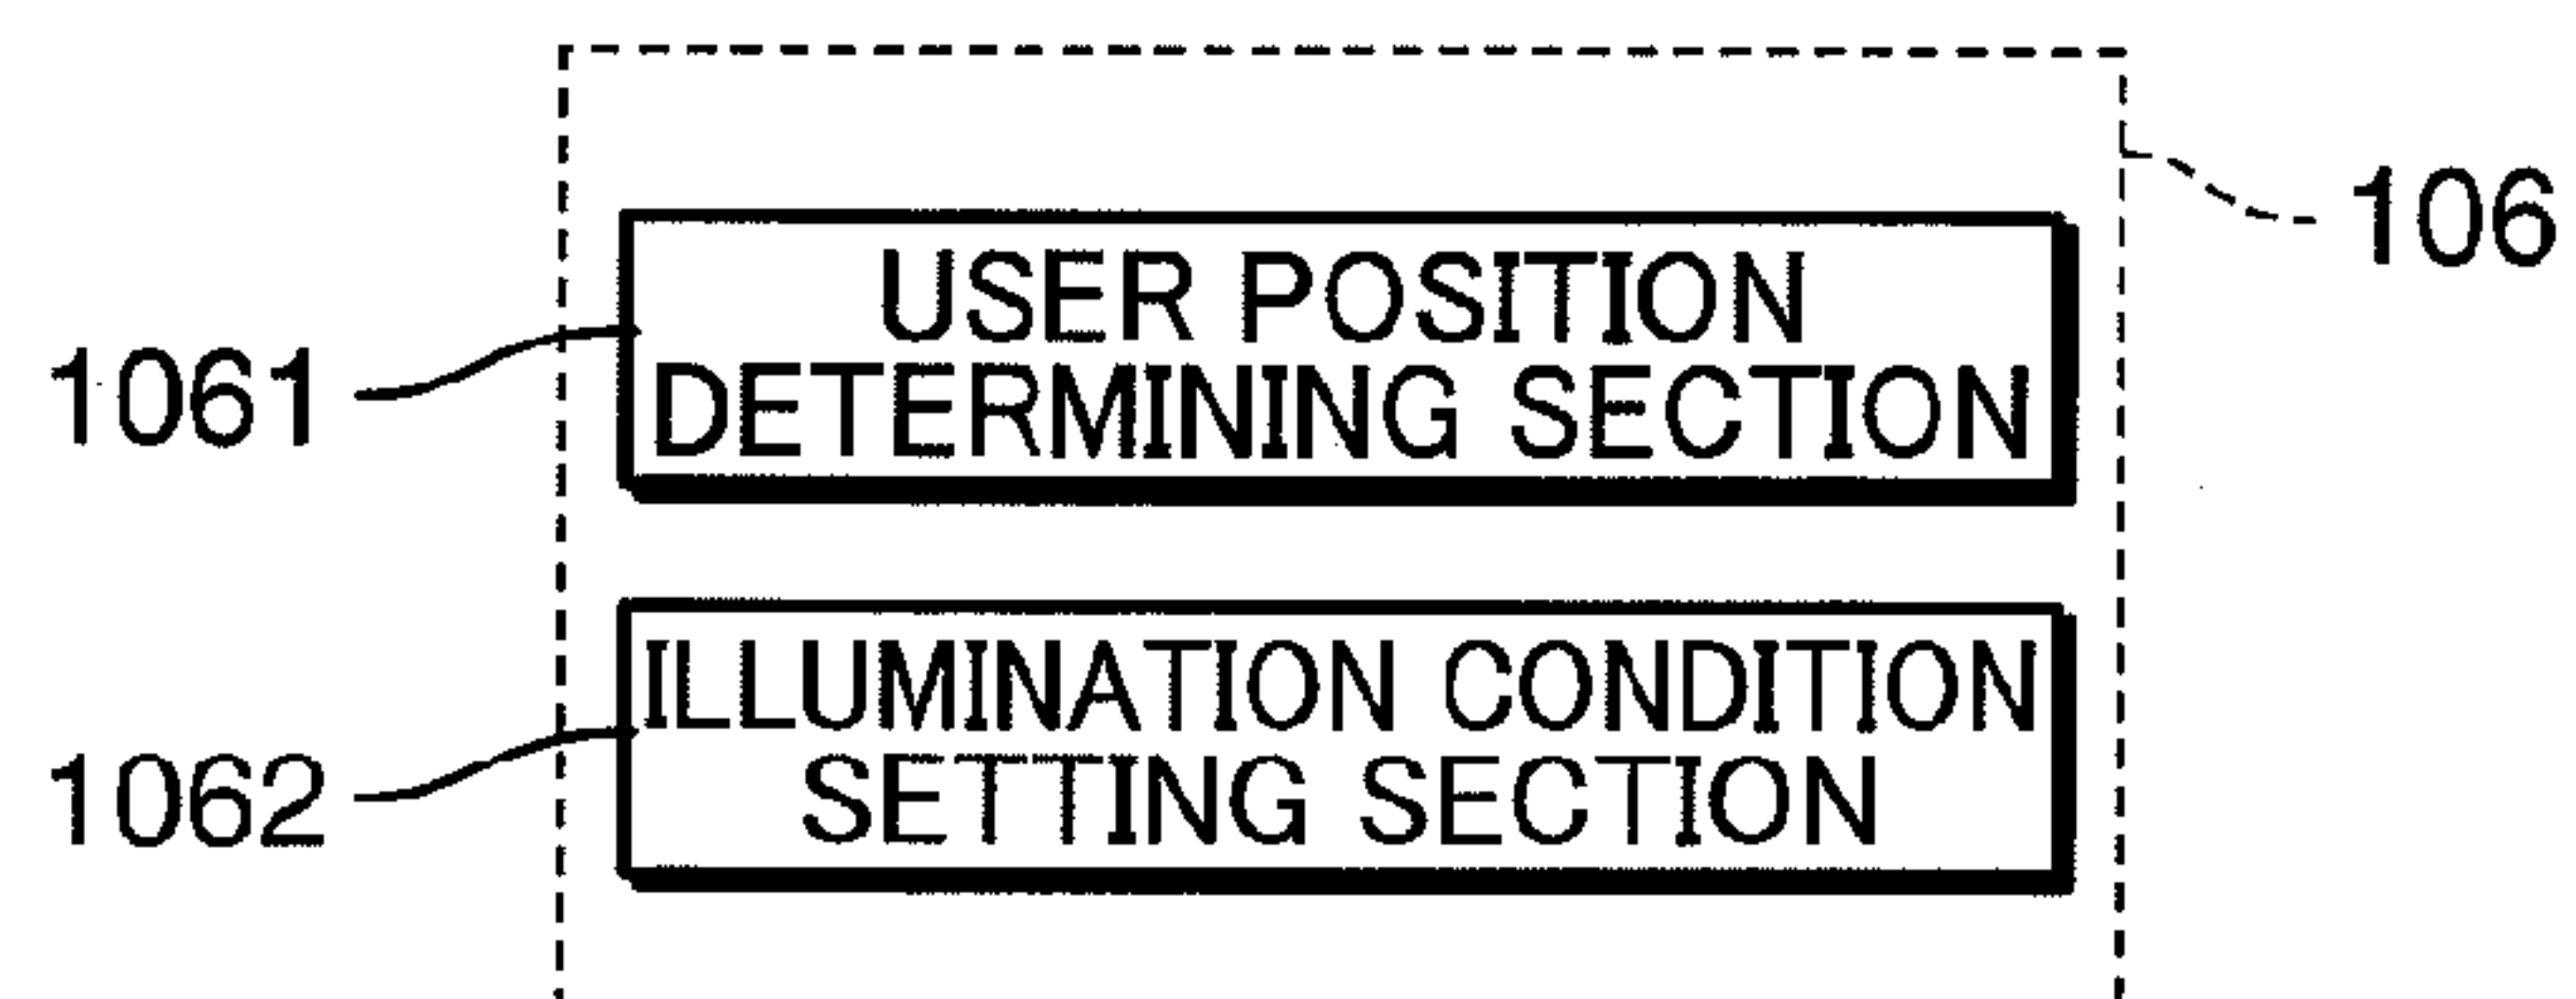 106
USER POSITION
1061
DETERMINING SECTION
ILLUMINATION CONDITION
1062
SETTING SECTION